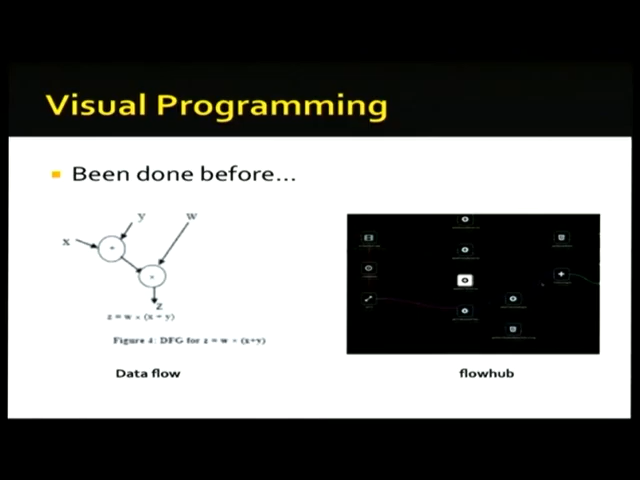 Visual Programming
Been done before...
y
w
x
z
Figure 4: DFG for z = w * (x+y)
Data flow
flowhub